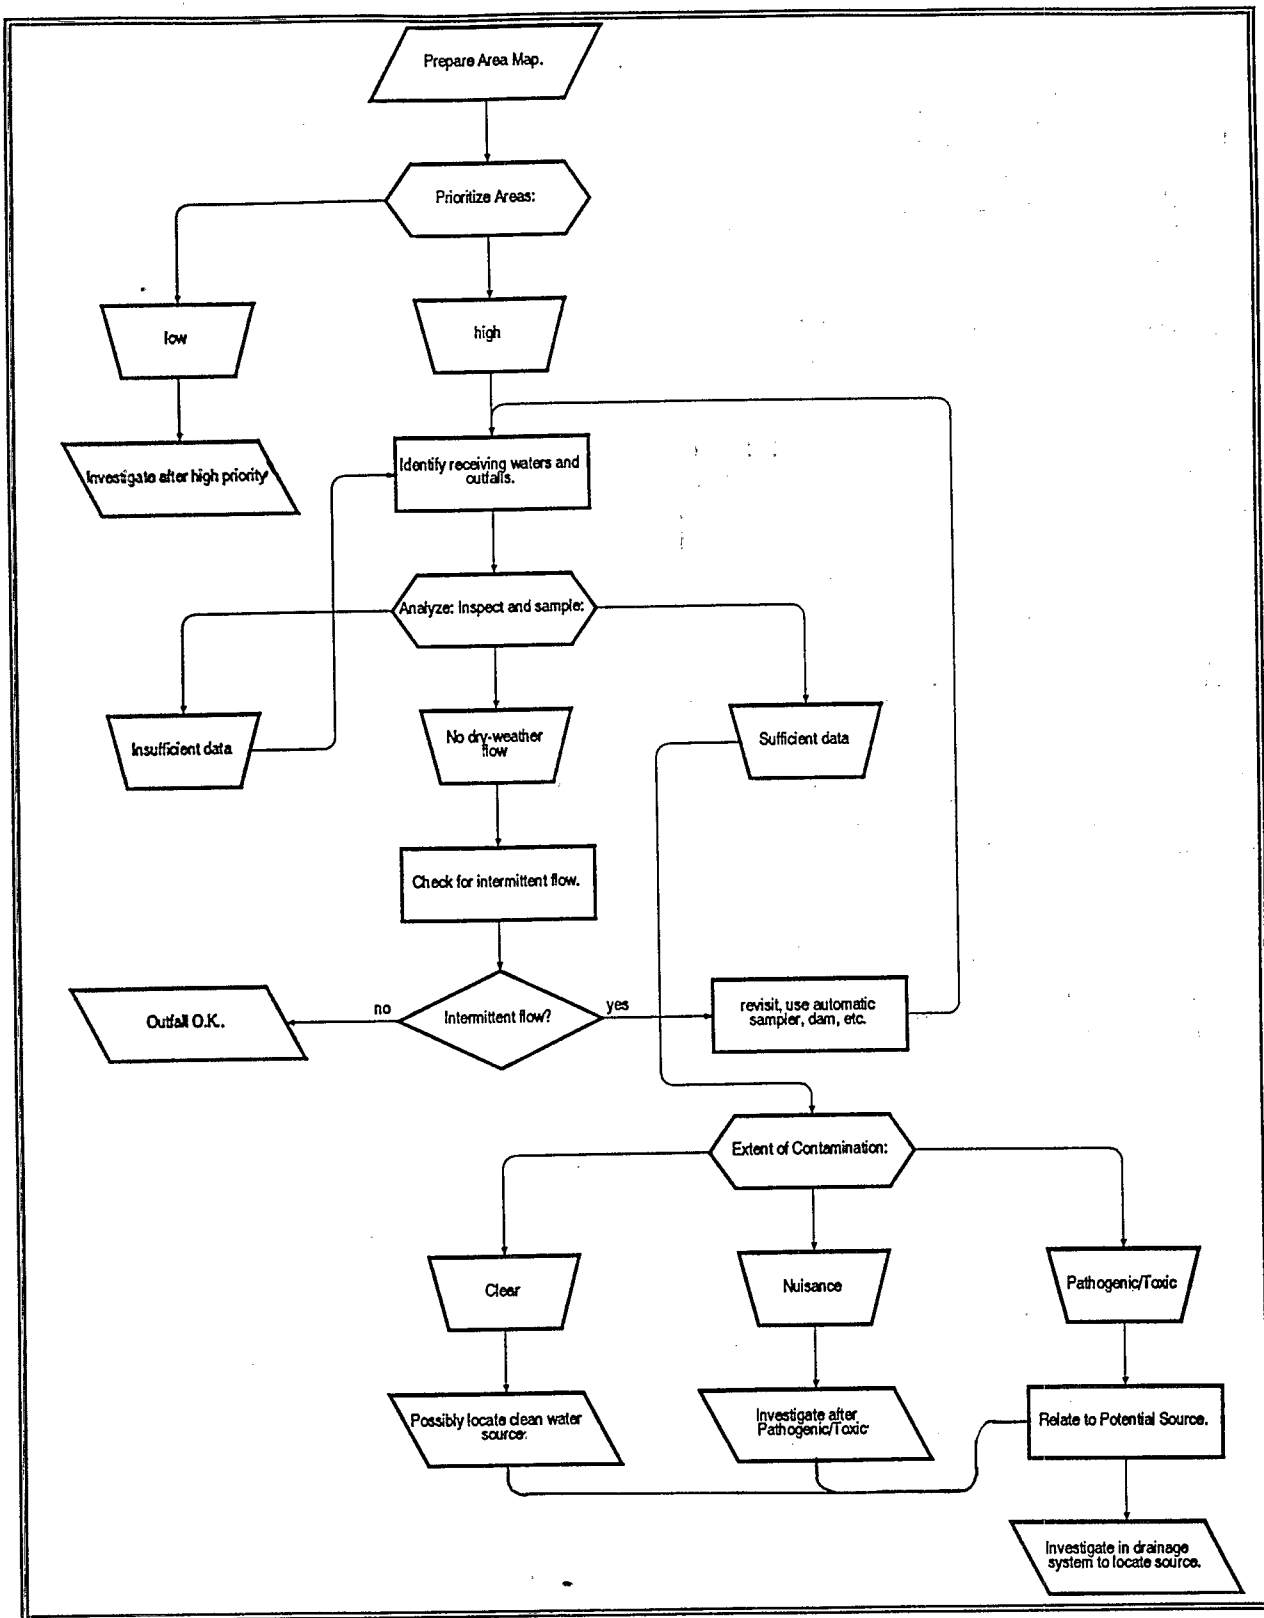 Prepare Area Map.
Prioritize Areas:
low
high
Investigate after high priority
Identify receiving waters and
outfalls.
Analyze: Inspect and sample:
Insufficient data
No dry-weather
flow
Sufficient data
Check for intermittent flow.
Outfall O.K..
no
Intermittent flow?
yes
revisit, use automatic
sampler, dam, etc.
Extent of Contamination:
Clear
Nuisance
Pathogenic/Toxic
Possibly locate clean water
source.
Investigate after
Pathogenic/Toxic
Relate to Potential Source.
Investigate in drainage
system to locate source.